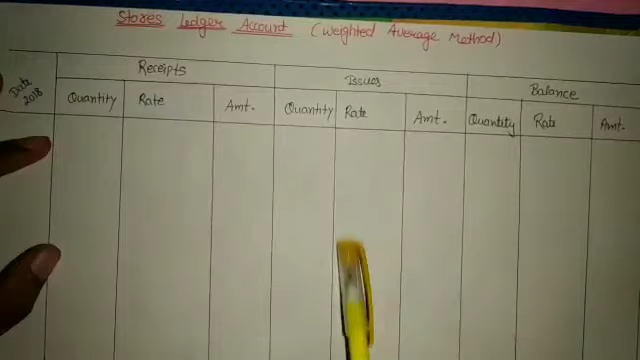 Stores Ledger Account (Weighted Average Method)
Date 2018 Receipts Issues Balance
Quantity Rate Amt. Quantity Rate Amt. Quantity Rate Amt.